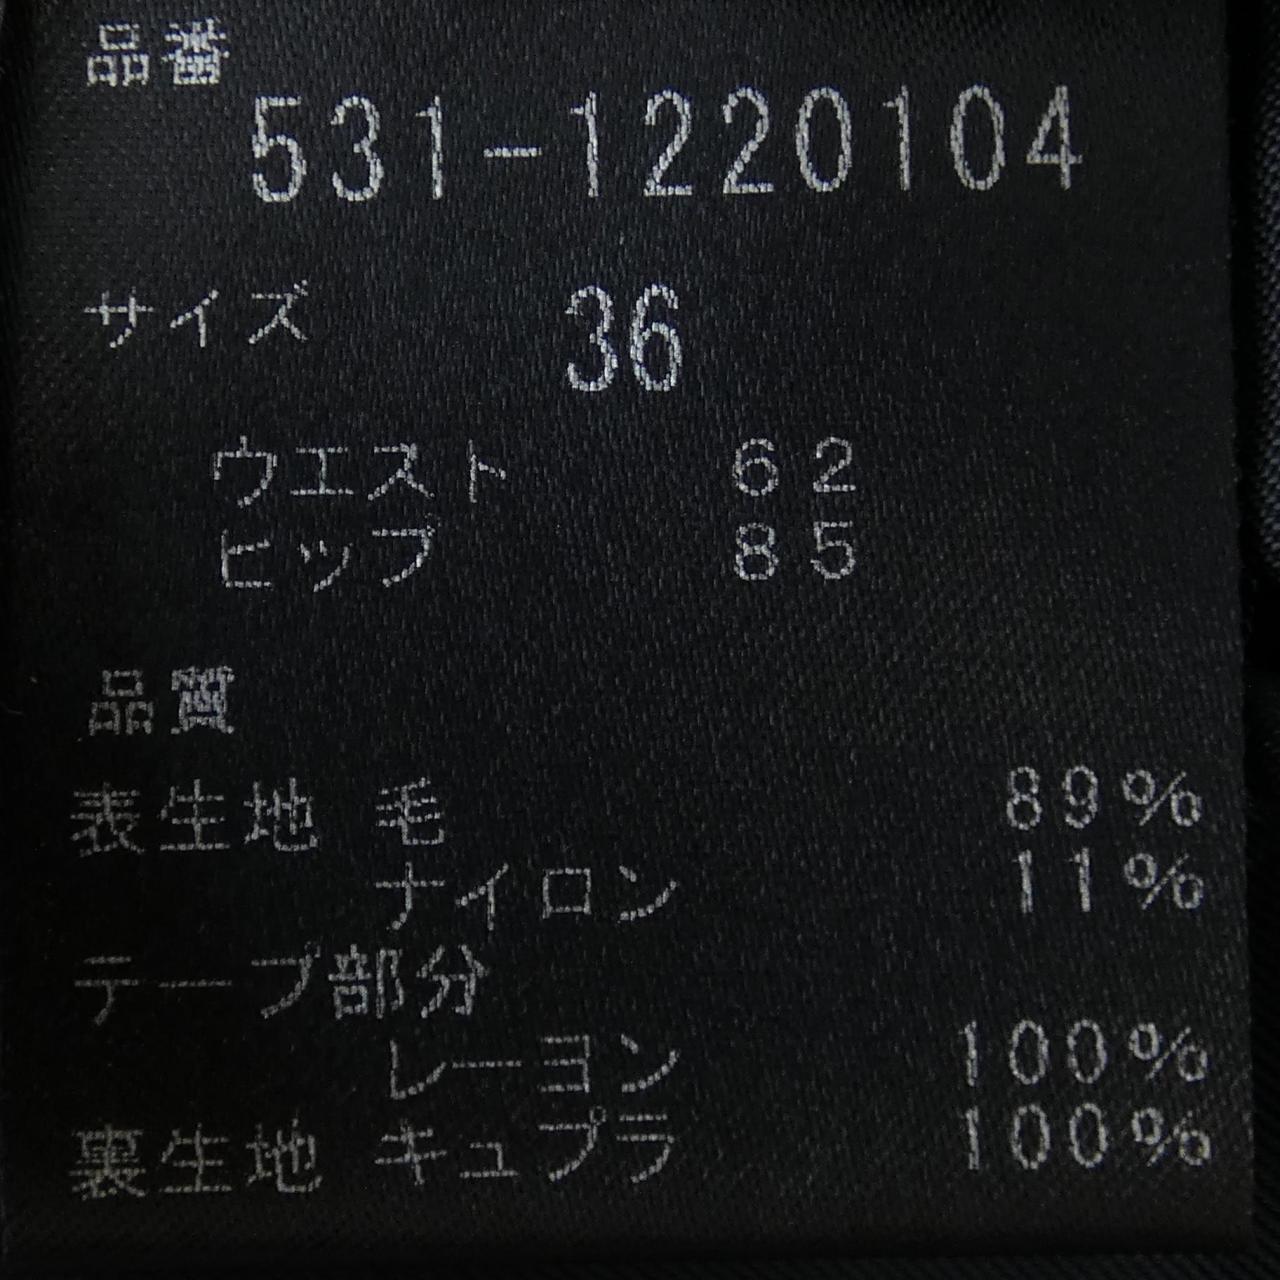 品番
531-1220104
サイズ 36
ウエスト 62
ヒップ 85
品質
表生地 毛 89%
ナイロン 11%
テープ部分
レーヨン 100%
裏生地 キュプラ 100%